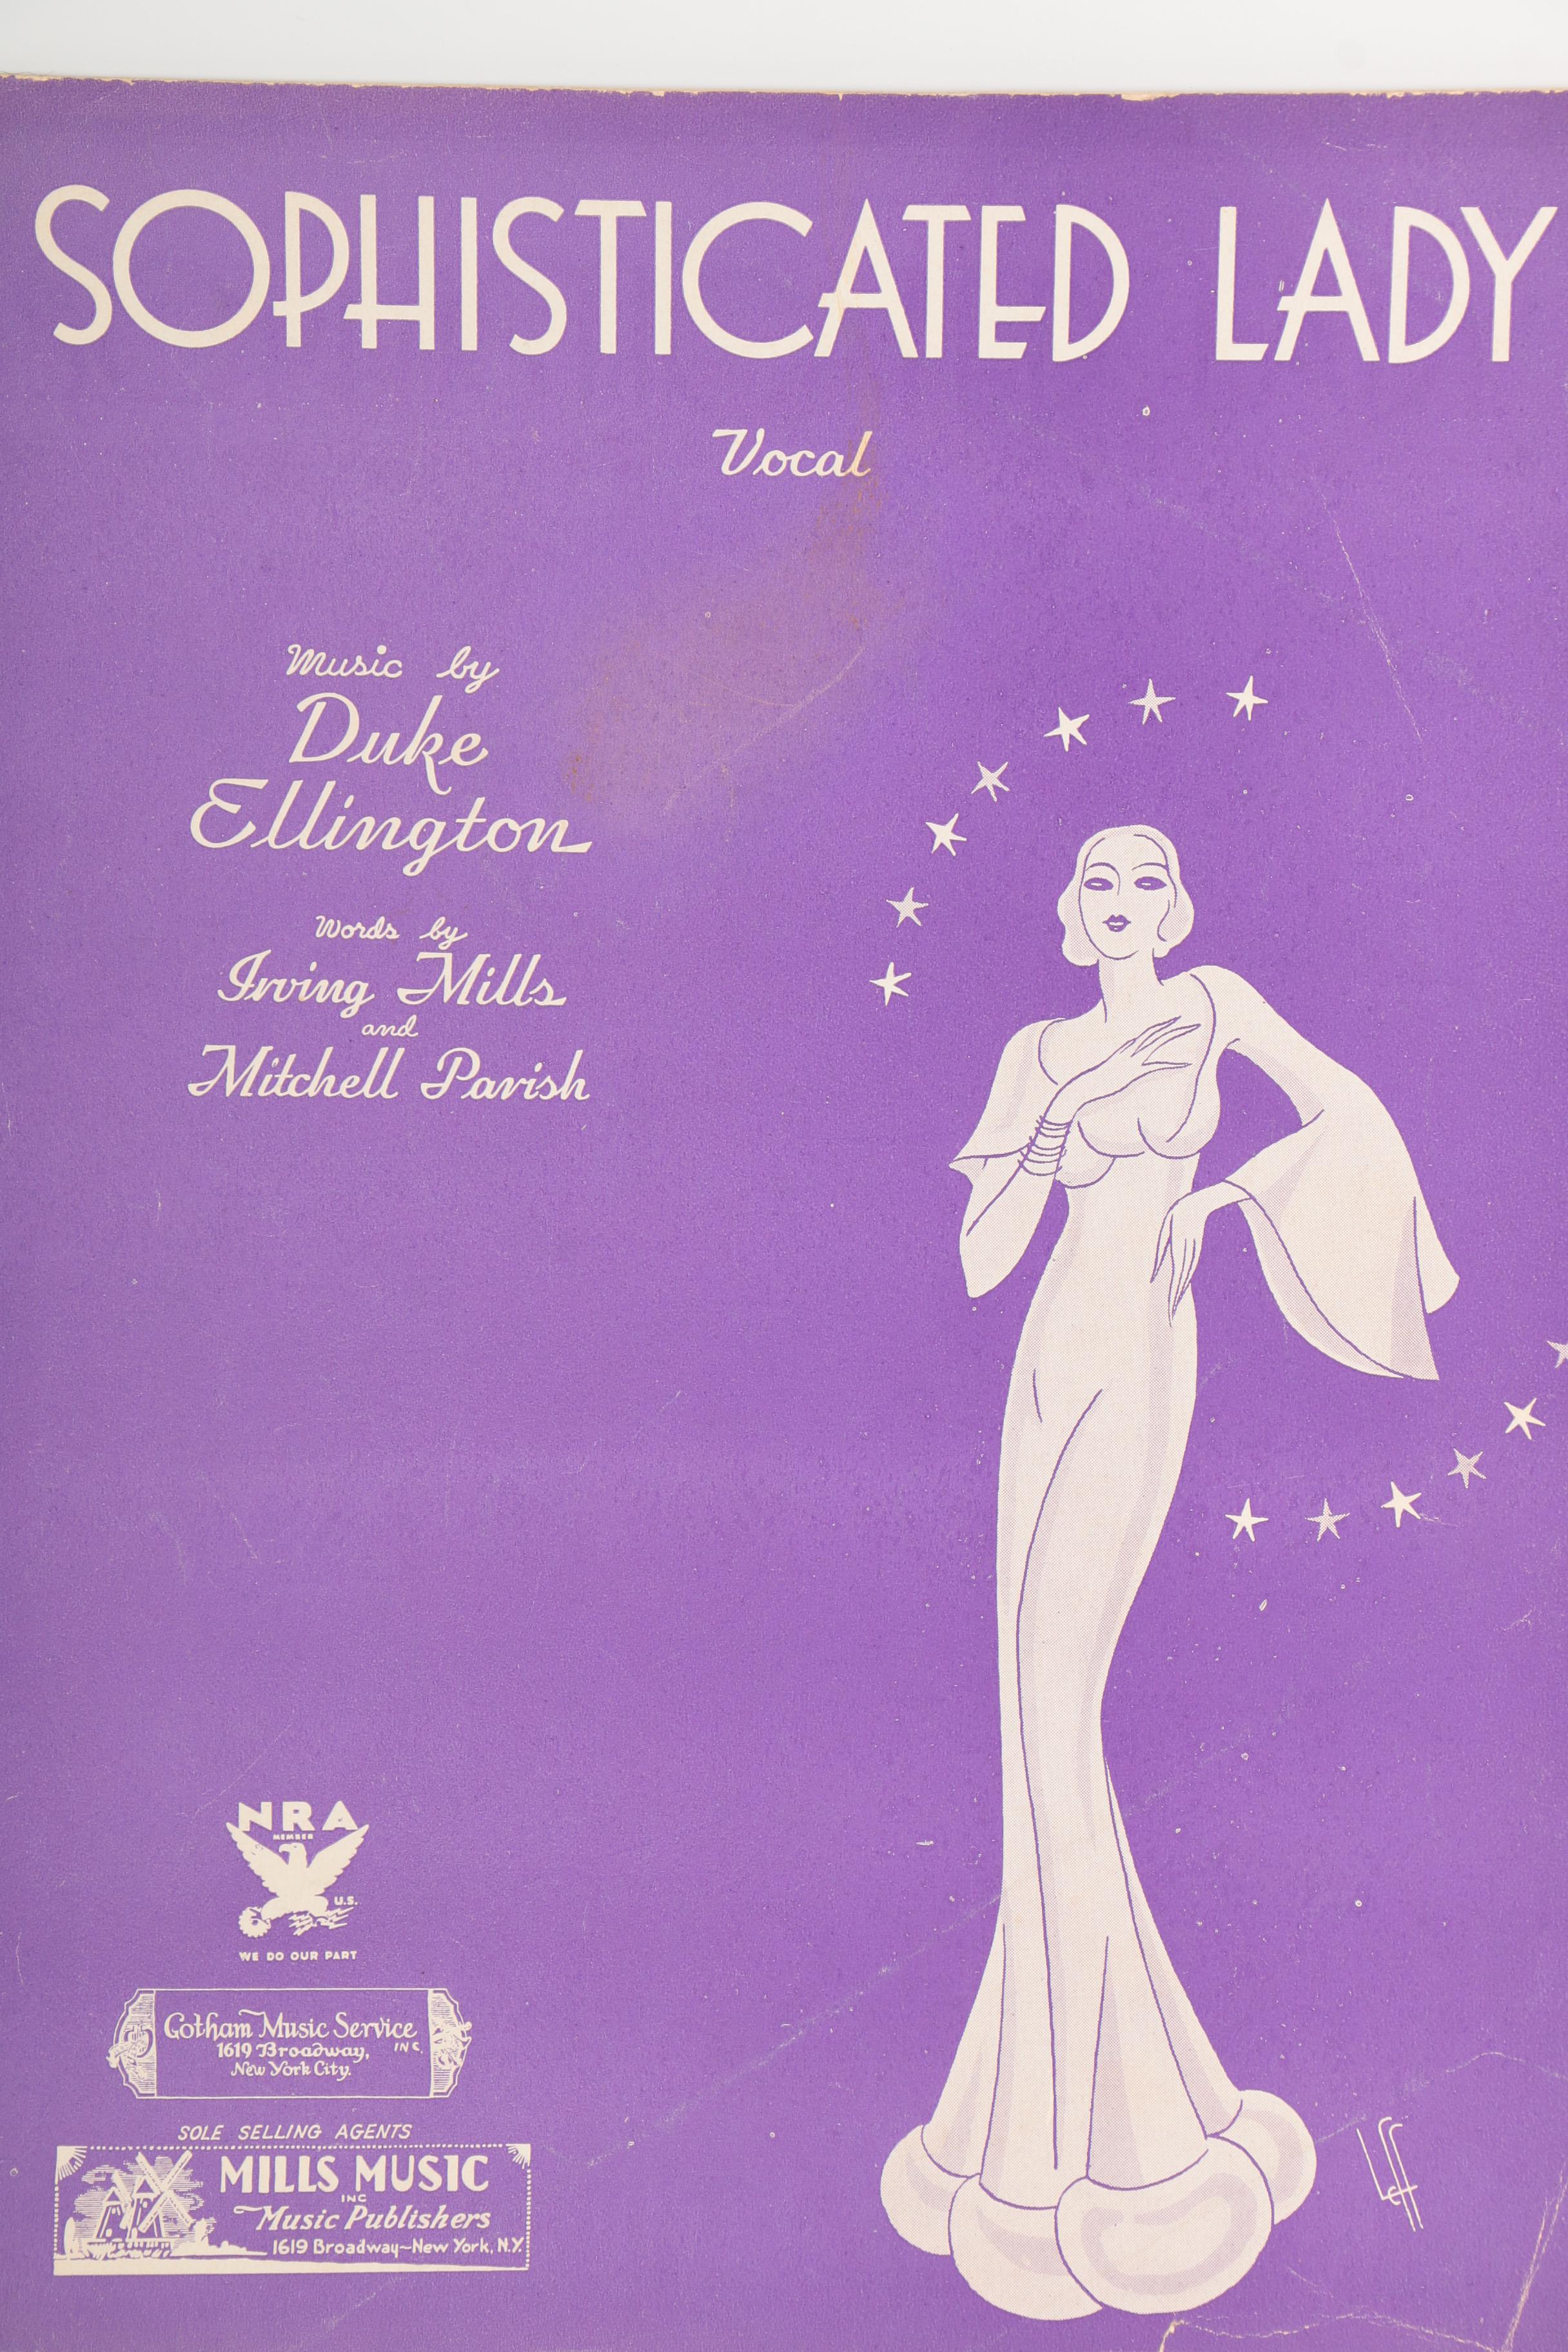 SOPHISTICATED LADY
Vocal
Music by
Duke
Ellington
Words by
Irving Mills
and
Mitchell Parish
NRA
MEMBER
U.S.
WE DO OUR PART
Gotham Music Service
INC.
1619 Broadway,
New York City.
SOLE SELLING AGENTS
MILLS MUSIC
INC
Music Publishers
1619 Broadway-New York, N.Y.
Leff